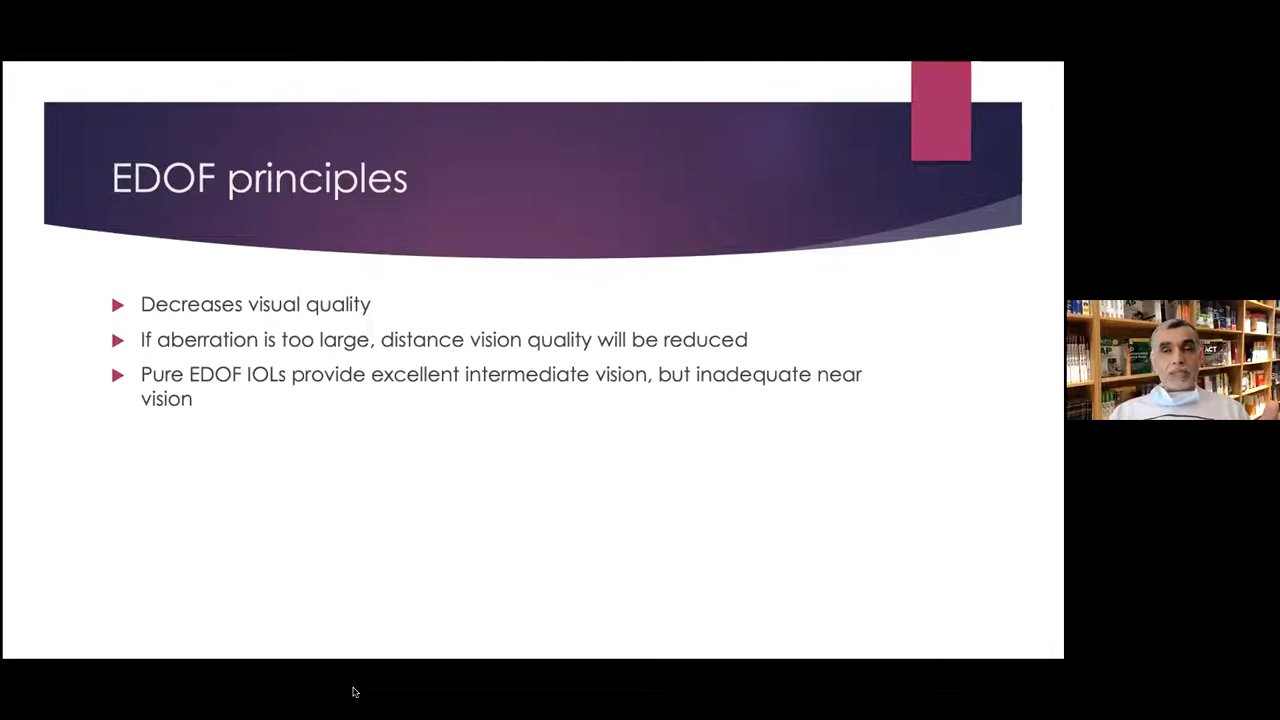 EDOF principles
Decreases visual quality
If aberration is too large, distance vision quality will be reduced
Pure EDOF IOLs provide excellent intermediate vision, but inadequate near
vision
ACT